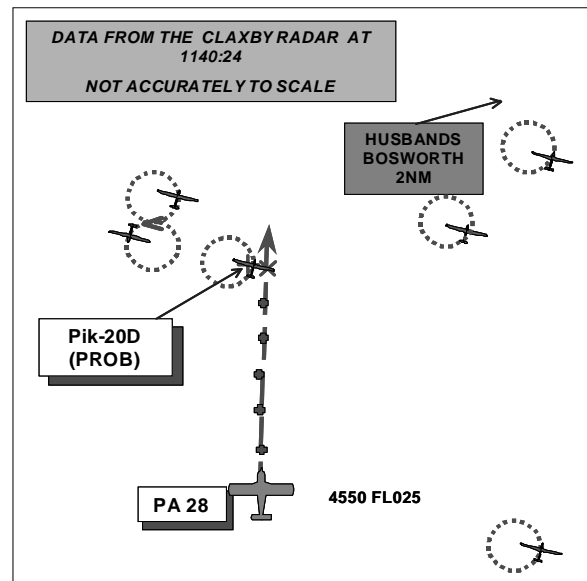 DATA FROM THE CLAXBY RADAR AT
1140:24
NOT ACCURATELY TO SCALE
HUSBANDS
BOSWORTH
2NM
Pik-20D
(PROB)
PA 28
4550 FL025